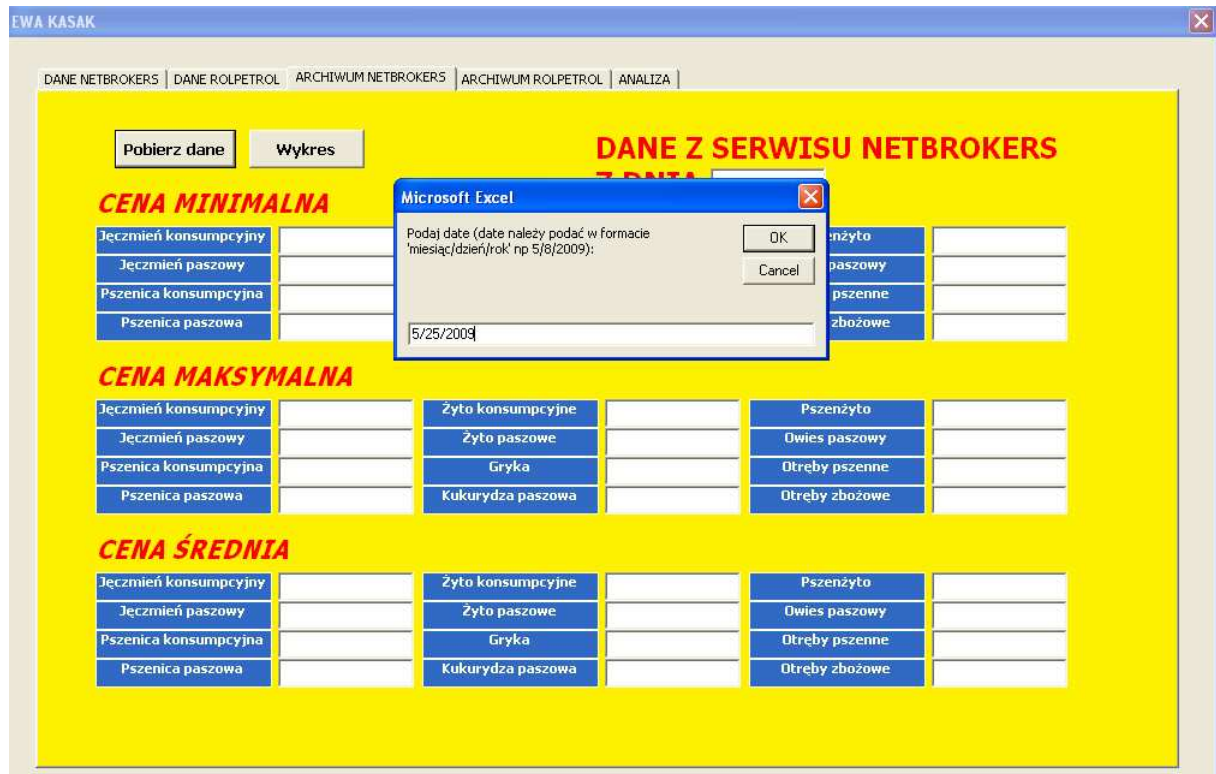 EWA KASAK
DANE NETBROKERS DANE ROLPETROL ARCHIWUM NETBROKERS ARCHIWUM ROLPETROL ANALIZA
Pobierz dane Wykres
DANE Z SERWISU NETBROKERS
Z DNIA
Microsoft Excel
Podaj date (date należy podać w formacie
'miesiąc/dzień/rok' np 5/8/2009):
OK
Cancel
5/25/2009
CENA MINIMALNA
Jęczmień konsumpcyjny
Jęczmień paszowy paszowy
Pszenica konsumpcyjna pszenne
Pszenica paszowa zbożowe
CENA MAKSYMALNA
Jęczmień konsumpcyjny Żyto konsumpcyjne Pszenżyto
Jęczmień paszowy Żyto paszowe Owies paszowy
Pszenica konsumpcyjna Gryka Otręby pszenne
Pszenica paszowa Kukurydza paszowa Otręby zbożowe
CENA ŚREDNIA
Jęczmień konsumpcyjny Żyto konsumpcyjne Pszenżyto
Jęczmień paszowy Żyto paszowe Owies paszowy
Pszenica konsumpcyjna Gryka Otręby pszenne
Pszenica paszowa Kukurydza paszowa Otręby zbożowe